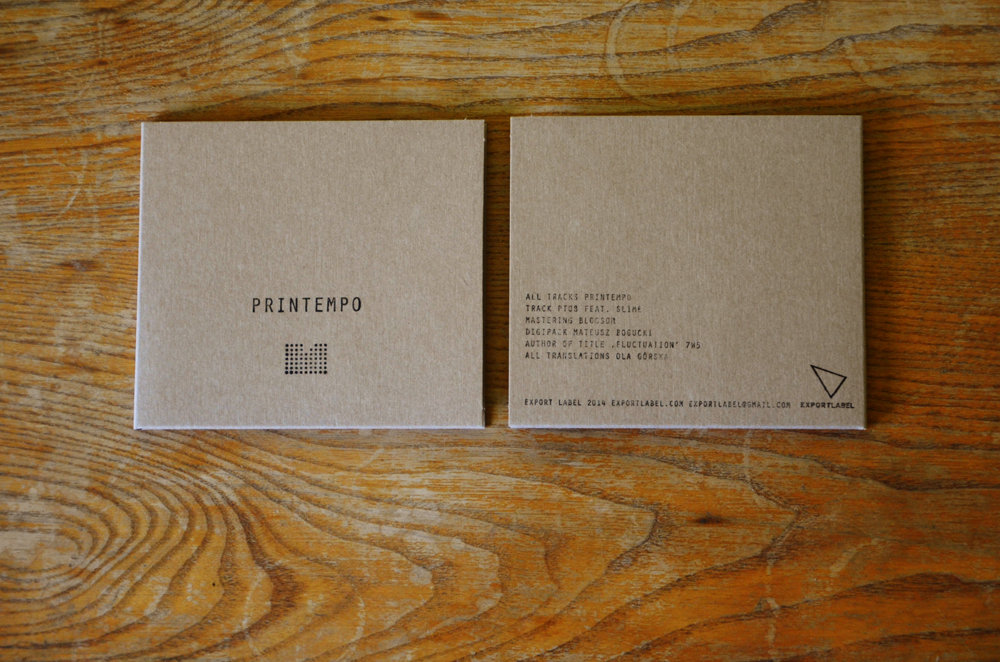 PRINTEMPO
ALL TRACKS PRINTEMPO
TRACK PT08 FEAT. SLIME
MASTERING BLOSSOM
DIGIPACK MATEUSZ BOGUCKI
AUTHOR OF TITLE „FLUCTUATION" 7W5
ALL TRANSLATIONS OLA GÓRSKA
EXPORT LABEL 2014 EXPORTLABEL.COM EXPORTLABEL@GMAIL.COM
EXPORTLABEL